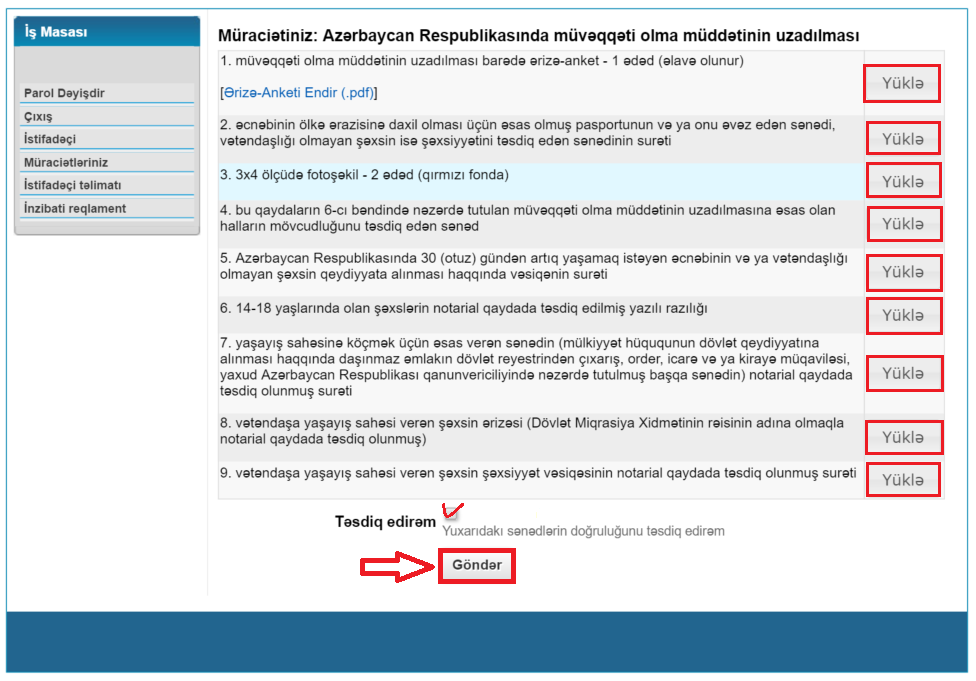 İş Masası
Parol Dəyişdir
Çıxış
İstifadəçi
Müraciətləriniz
İstifadəçi təlimatı
İnzibati reqlament
Müraciətiniz: Azərbaycan Respublikasında müvəqqəti olma müddətinin uzadılması
1. müvəqqəti olma müddətinin uzadılması barədə ərizə-anket - 1 ədəd (əlavə olunur)
[Ərizə-Anketi Endir (.pdf)]
Yüklə
2. əcnəbinin ölkə ərazisinə daxil olması üçün əsas olmuş pasportunun və ya onu əvəz edən sənədi,
vətəndaşlığı olmayan şəxsin isə şəxsiyyətini təsdiq edən sənədinin surəti
Yüklə
3. 3x4 ölçüdə fotoşəkil - 2 ədəd (qırmızı fonda)
Yüklə
4. bu qaydaların 6-cı bəndində nəzərdə tutulan müvəqqəti olma müddətinin uzadılmasına əsas olan
halların mövcudluğunu təsdiq edən sənəd
Yüklə
5. Azərbaycan Respublikasında 30 (otuz) gündən artıq yaşamaq istəyən əcnəbinin və ya vətəndaşlığı
olmayan şəxsin qeydiyyata alınması haqqında vəsiqənin surəti
Yüklə
6. 14-18 yaşlarında olan şəxslərin notarial qaydada təsdiq edilmiş yazılı razılığı
Yüklə
7. yaşayış sahəsinə köçmək üçün əsas verən sənədin (mülkiyyət hüququnun dövlət qeydiyyatına
alınması haqqında daşınmaz əmlakın dövlət reyestrindən çıxarış, order, icarə və ya kirayə müqaviləsi,
yaxud Azərbaycan Respublikası qanunvericiliyində nəzərdə tutulmuş başqa sənədin) notarial qaydada
təsdiq olunmuş surəti
Yüklə
8. vətəndaşa yaşayış sahəsi verən şəxsin ərizəsi (Dövlət Miqrasiya Xidmətinin rəisinin adına olmaqla
notarial qaydada təsdiq olunmuş)
Yüklə
9. vətəndaşa yaşayış sahəsi verən şəxsin şəxsiyyət vəsiqəsinin notarial qaydada təsdiq olunmuş surəti
Yüklə
Təsdiq edirəm
Yuxarıdakı sənədlərin doğruluğunu təsdiq edirəm
Göndər